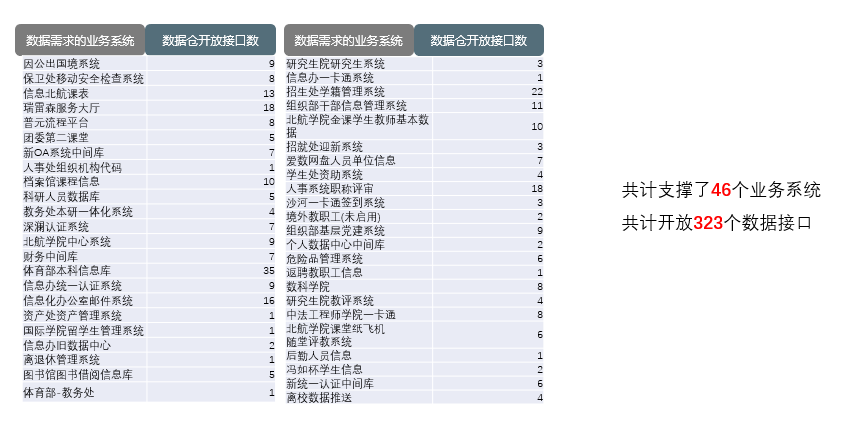 数据需求的业务系统 数据仓开放接口数
因公出国境系统 9
保卫处移动安全检查系统 8
信息北航课表 13
瑞雷森服务大厅 18
普元流程平台 8
团委第二课堂 5
新OA系统中间库 7
人事处组织机构代码 1
档案馆课程信息 10
科研人员数据库 5
教务处本研一体化系统 4
深澜认证系统 7
北航学院中心系统 9
财务中间库 7
体育部本科信息库 35
信息办统一认证系统 9
信息化办公室邮件系统 16
资产处资产管理系统 1
国际学院留学生管理系统 1
信息办旧数据中心 2
离退休管理系统 1
图书馆图书借阅信息库 5
体育部-教务处 1
数据需求的业务系统 数据仓开放接口数
研究生院研究生系统 3
信息办一卡通系统 1
招生处学籍管理系统 22
组织部干部信息管理系统 11
北航学院金课学生教师基本数
据 10
招就处迎新系统 3
爱数网盘人员单位信息 7
学生处资助系统 4
人事系统职称评审 18
沙河一卡通签到系统 3
境外教职工(未启用) 2
组织部基层党建系统 9
个人数据中心中间库 2
危险品管理系统 6
返聘教职工信息 1
数科学院 8
研究生院教评系统 4
中法工程师学院一卡通 8
北航学院课堂纸飞机
随堂评教系统 6
后勤人员信息 1
冯如杯学生信息 2
新统一认证中间库 6
离校数据推送 4
共计支撑了46个业务系统
共计开放323个数据接口